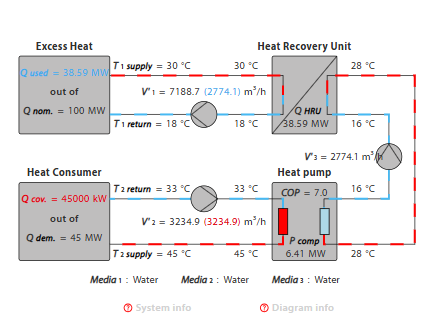 Excess Heat
Heat Recovery Unit
T 1 supply = 30 °C
30 °C
28 °C
Q used = 38.59 MW
out of
Q nom. = 100 MW
V'1 = 7188.7 (2774.1) m³/h
Q HRU
38.59 MW
T 1 return = 18 °C
18 °C
16 °C
V'3 = 2774.1 m³/h
Heat Consumer
Heat pump
T 2 return = 33 °C
33 °C
COP = 7.0
16 °C
Q cov. = 45000 kW
out of
Q dem. = 45 MW
V'2 = 3234.9 (3234.9) m³/h
P comp
6.41 MW
T 2 supply = 45 °C
45 °C
28 °C
Media 1 : Water
Media 2 : Water
Media 3 : Water
? System info
? Diagram info